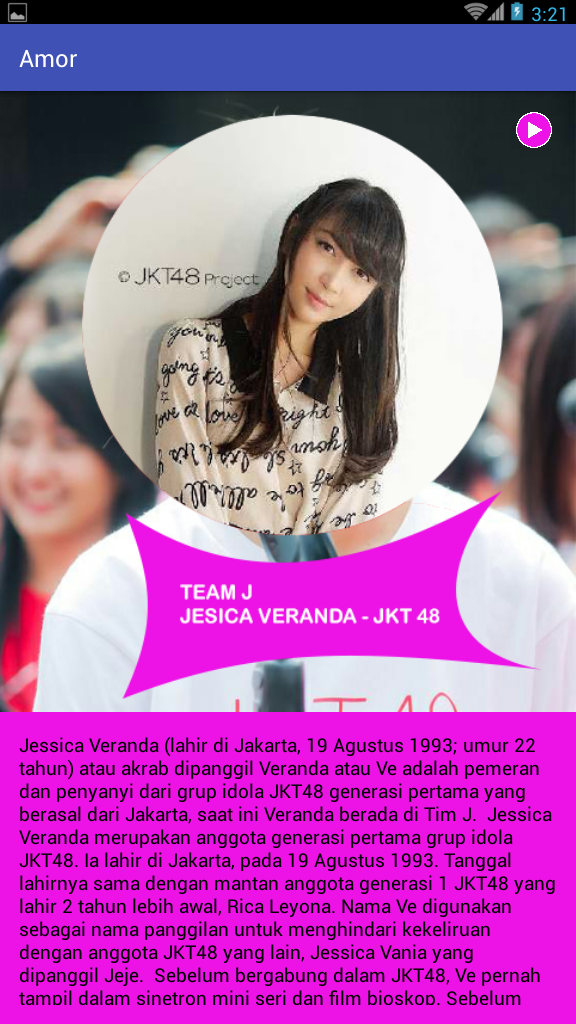 3:21
Amor
© JKT48 Project
TEAM J
JESICA VERANDA - JKT 48
Jessica Veranda (lahir di Jakarta, 19 Agustus 1993; umur 22
tahun) atau akrab dipanggil Veranda atau Ve adalah pemeran
dan penyanyi dari grup idola JKT48 generasi pertama yang
berasal dari Jakarta, saat ini Veranda berada di Tim J.  Jessica
Veranda merupakan anggota generasi pertama grup idola
JKT48. Ia lahir di Jakarta, pada 19 Agustus 1993. Tanggal
lahirnya sama dengan mantan anggota generasi 1 JKT48 yang
lahir 2 tahun lebih awal, Rica Leyona. Nama Ve digunakan
sebagai nama panggilan untuk menghindari kekeliruan
dengan anggota JKT48 yang lain, Jessica Vania yang
dipanggil Jeje.  Sebelum bergabung dalam JKT48, Ve pernah
tampil dalam sinetron mini seri dan film bioskop. Sebelum